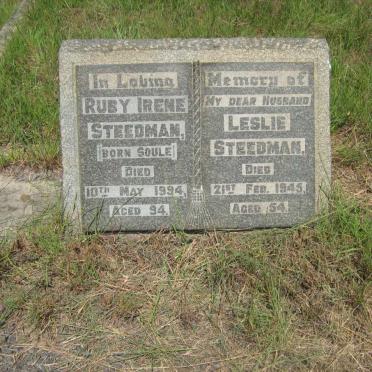 In Loving
RUBY IRENE
STEEDMAN,
[BORN SOULE]
DIED
10TH MAY 1994,
AGED 94.
Memory of
MY DEAR HUSBAND
LESLIE
STEEDMAN,
DIED
21ST FEB. 1945,
AGED 54.